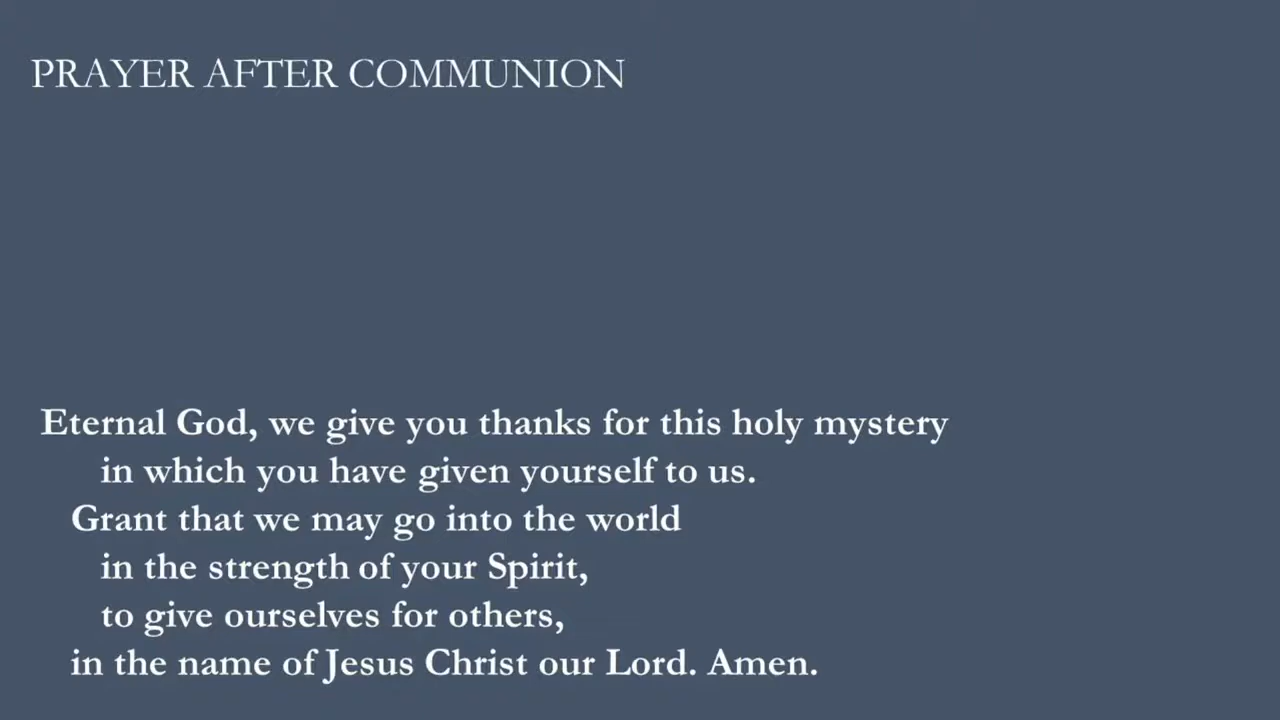 PRAYER AFTER COMMUNION
Eternal God, we give you thanks for this holy mystery
in which you have given yourself to us.
Grant that we may go into the world
in the strength of your Spirit,
to give ourselves for others,
in the name of Jesus Christ our Lord. Amen.